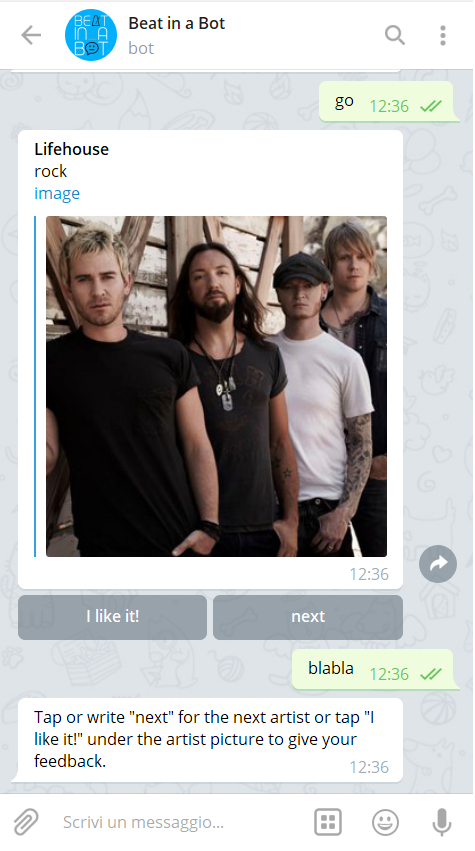 BEAT
IN A
BOT
Beat in a Bot
bot
go 12:36
Lifehouse
rock
image
12:36
I like it! next
blabla 12:36
Tap or write "next" for the next artist or tap "I
like it!" under the artist picture to give your
feedback.
12:36
Scrivi un messaggio...